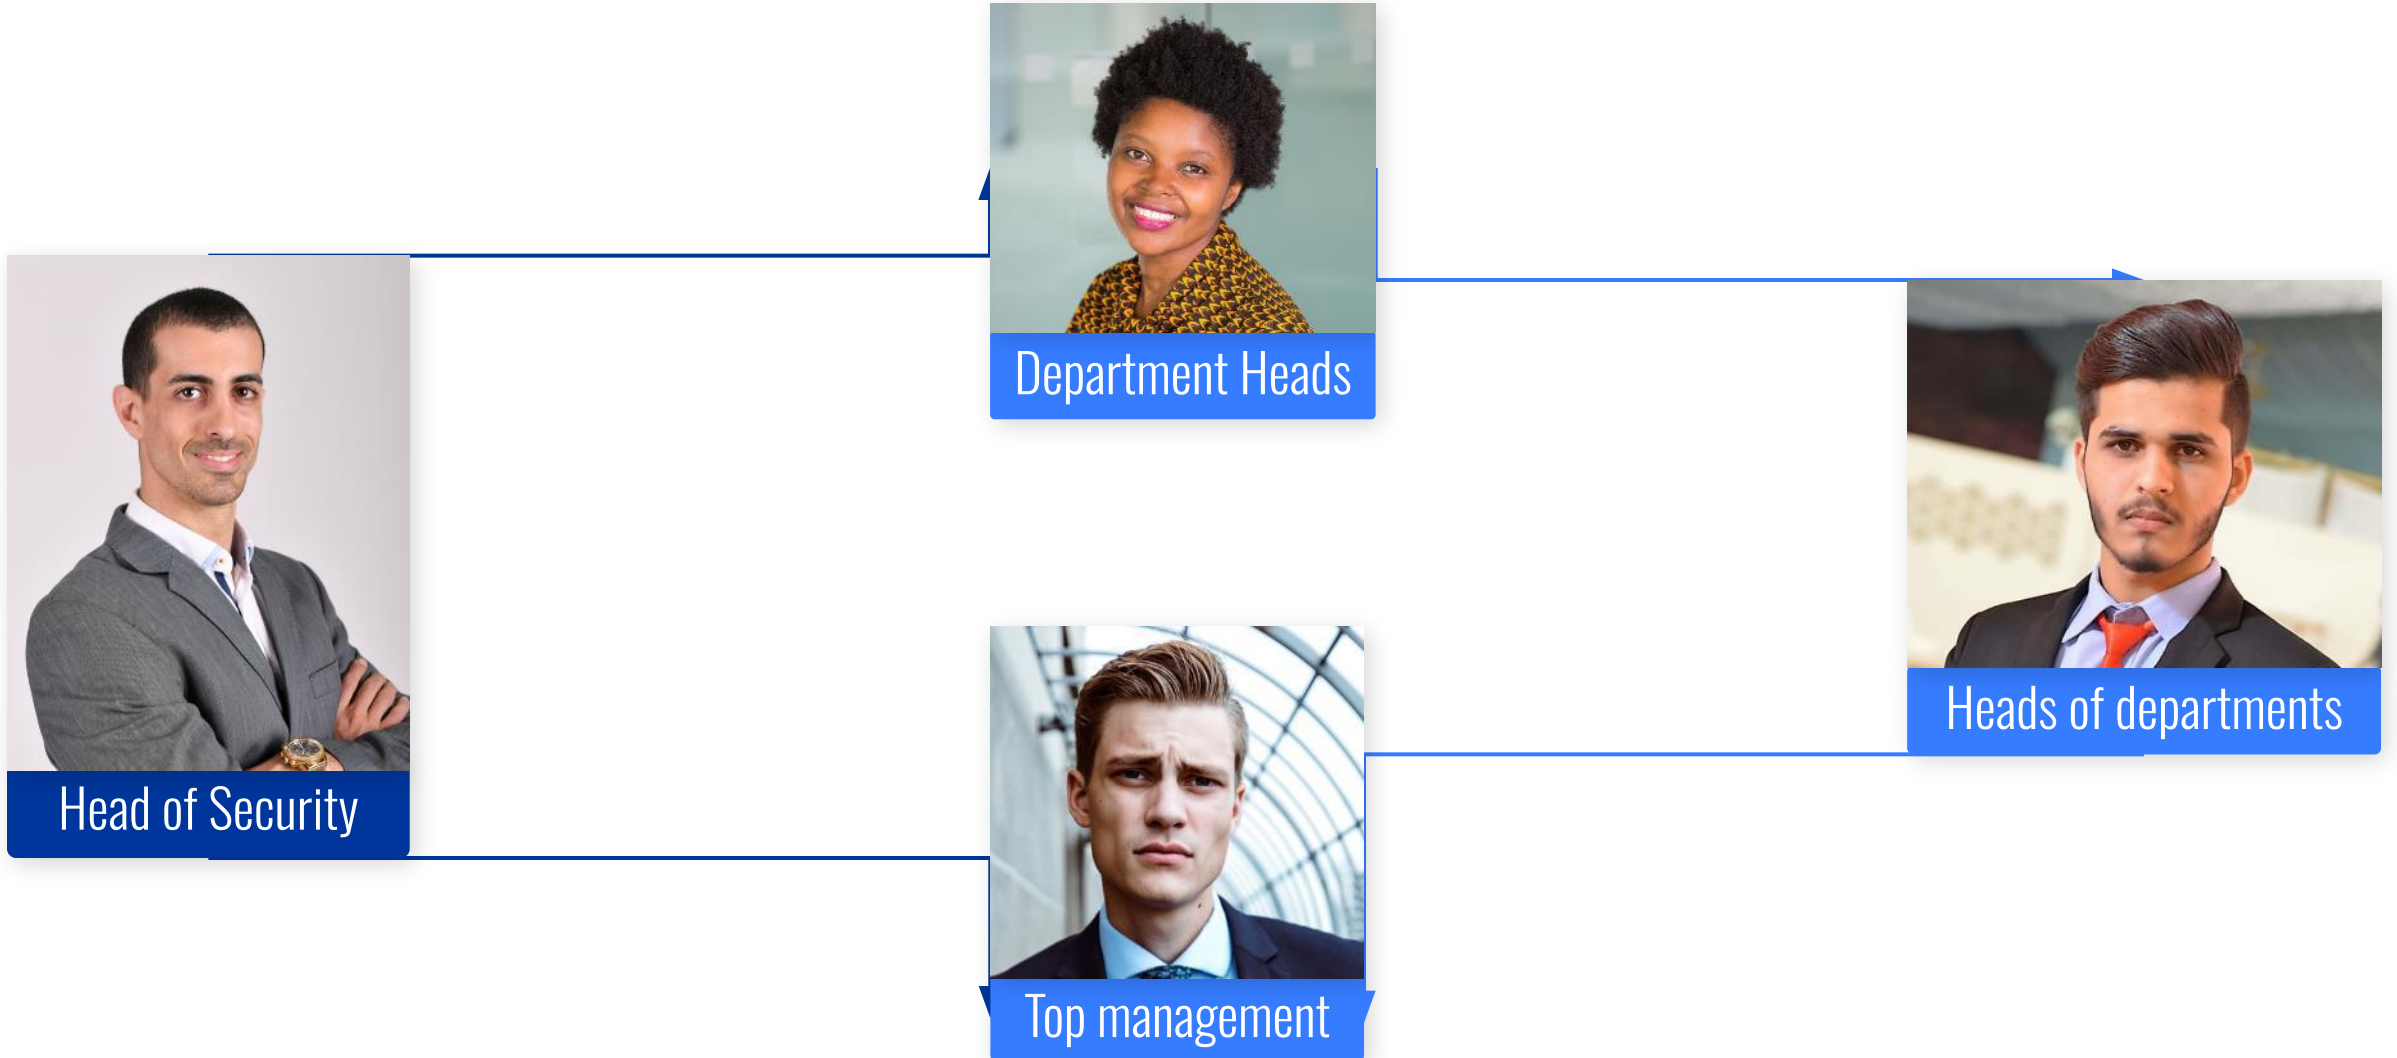 Department Heads
Head of Security
Heads of departments
Top management